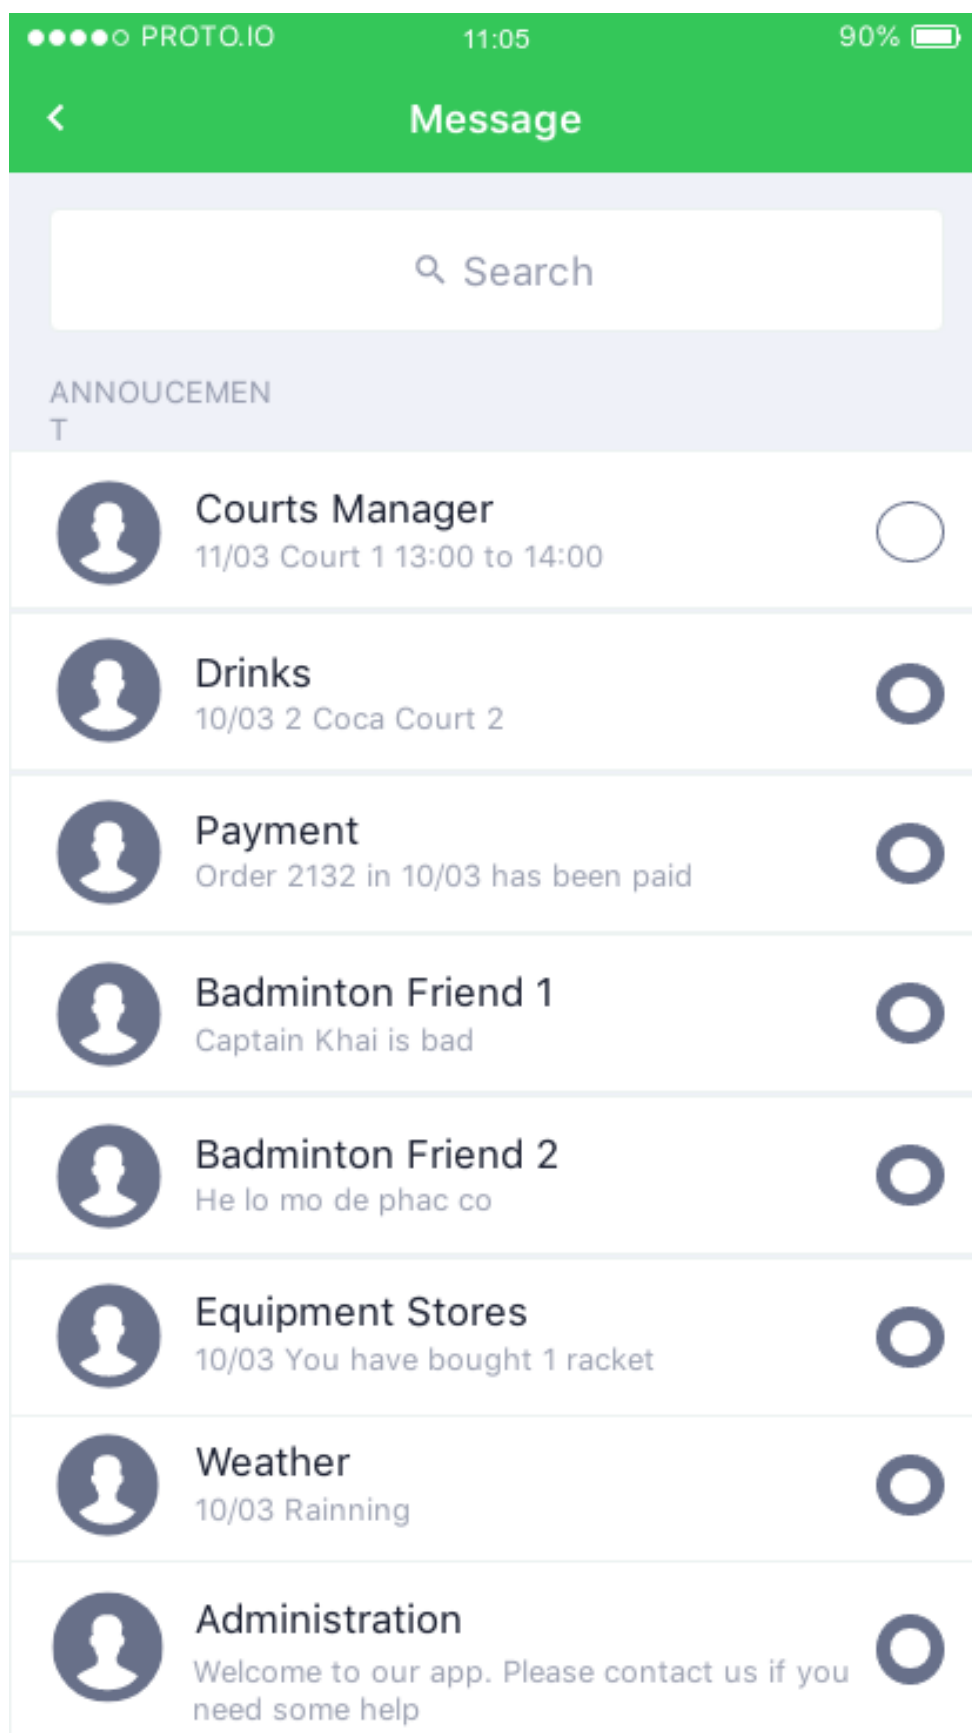 PROTO.IO 11:05 90%
Message
Search
ANNOUCEMEN
T
Courts Manager
11/03 Court 1 13:00 to 14:00
Drinks
10/03 2 Coca Court 2
Payment
Order 2132 in 10/03 has been paid
Badminton Friend 1
Captain Khai is bad
Badminton Friend 2
He lo mo de phac co
Equipment Stores
10/03 You have bought 1 racket
Weather
10/03 Rainning
Administration
Welcome to our app. Please contact us if you
need some help